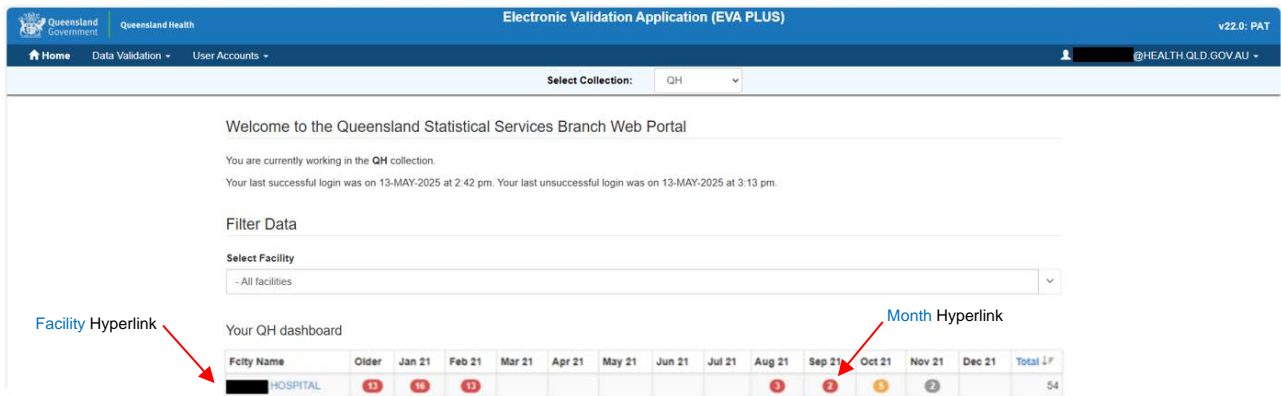 Queensland Government Queensland Health Electronic Validation Application (EVA PLUS) v22.0: PAT
Home Data Validation User Accounts @HEALTH.QLD.GOV.AU
Select Collection: QH
Welcome to the Queensland Statistical Services Branch Web Portal
You are currently working in the QH collection.
Your last successful login was on 13-MAY-2025 at 2:42 pm. Your last unsuccessful login was on 13-MAY-2025 at 3:13 pm.
Filter Data
Select Facility
- All facilities
Facility Hyperlink
Month Hyperlink
Your QH dashboard
Fclty Name Older Jan 21 Feb 21 Mar 21 Apr 21 May 21 Jun 21 Jul 21 Aug 21 Sep 21 Oct 21 Nov 21 Dec 21 Total
HOSPITAL 13 16 13 3 2 5 2 54